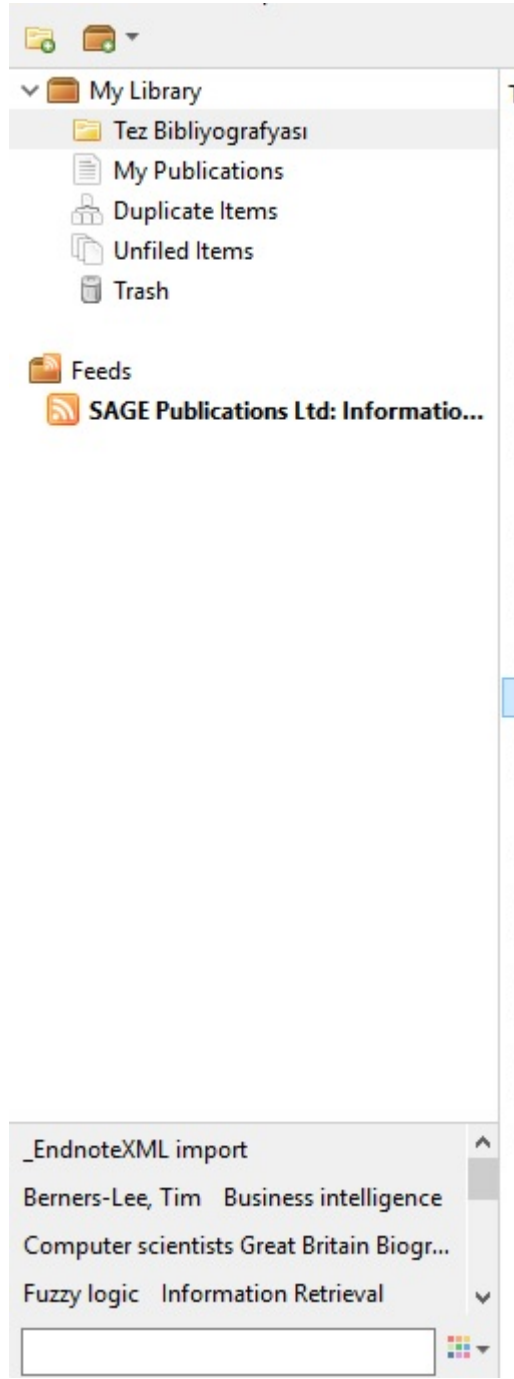 My Library
Tez Bibliyografyası
My Publications
Duplicate Items
Unfiled Items
Trash
Feeds
SAGE Publications Ltd: Informatio...
_EndnoteXML import
Berners-Lee, Tim Business intelligence
Computer scientists Great Britain Biogr...
Fuzzy logic Information Retrieval